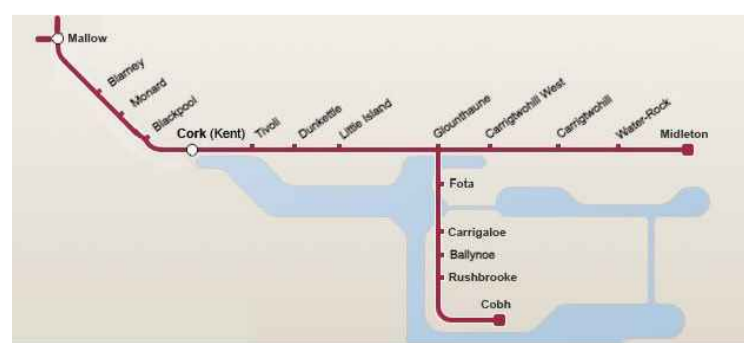 Mallow
Blarney
Monard
Blackpool
Cork (Kent)
Tivoli
Dunkettle
Little Island
Glounthaune
Carrigtwohill West
Carrigtwohill
Water-Rock
Midleton
Fota
Carrigaloe
Ballynoe
Rushbrooke
Cobh